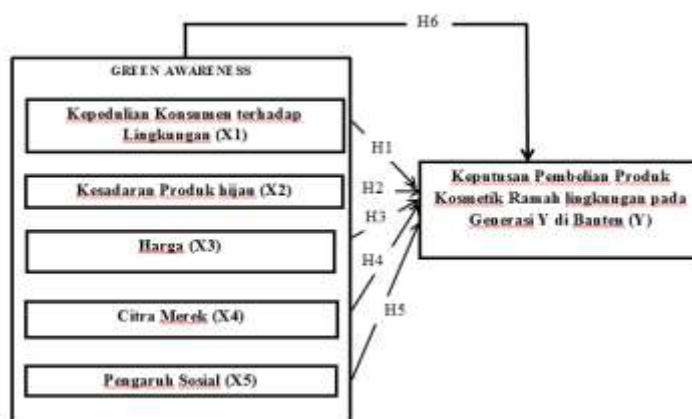 H6
GREEN AWARENESS
Kepedulian Konsumen terhadap
Lingkungan (X1)
H1
Kesadaran Produk hijan (X2)
H2
H3
Harga (X3)
H4
Citra Merek (X4)
H5
Pengaruh Sosial (X5)
Keputusan Pembelian Produk
Kosmetik Ramah lingkungan pada
Generasi Y di Banten (Y)